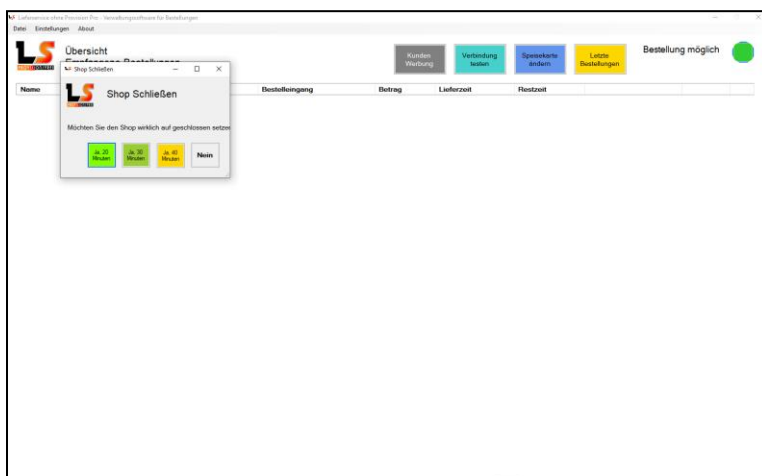 Lieferservice ohne Provision Pro - Verwaltungssoftware für Bestellungen
Datei Einstellungen About
LS
Übersicht
Kunden
Werbung
Verbindung
testen
Speisekarte
ändern
Letzte
Bestellungen
Bestellung möglich
Name
Bestelleingang
Betrag
Lieferzeit
Restzeit
Shop Schließen
LS
Shop Schließen
Möchten Sie den Shop wirklich auf geschlossen setzen
Ja, 20
Minuten
Ja, 30
Minuten
Ja, 40
Minuten
Nein